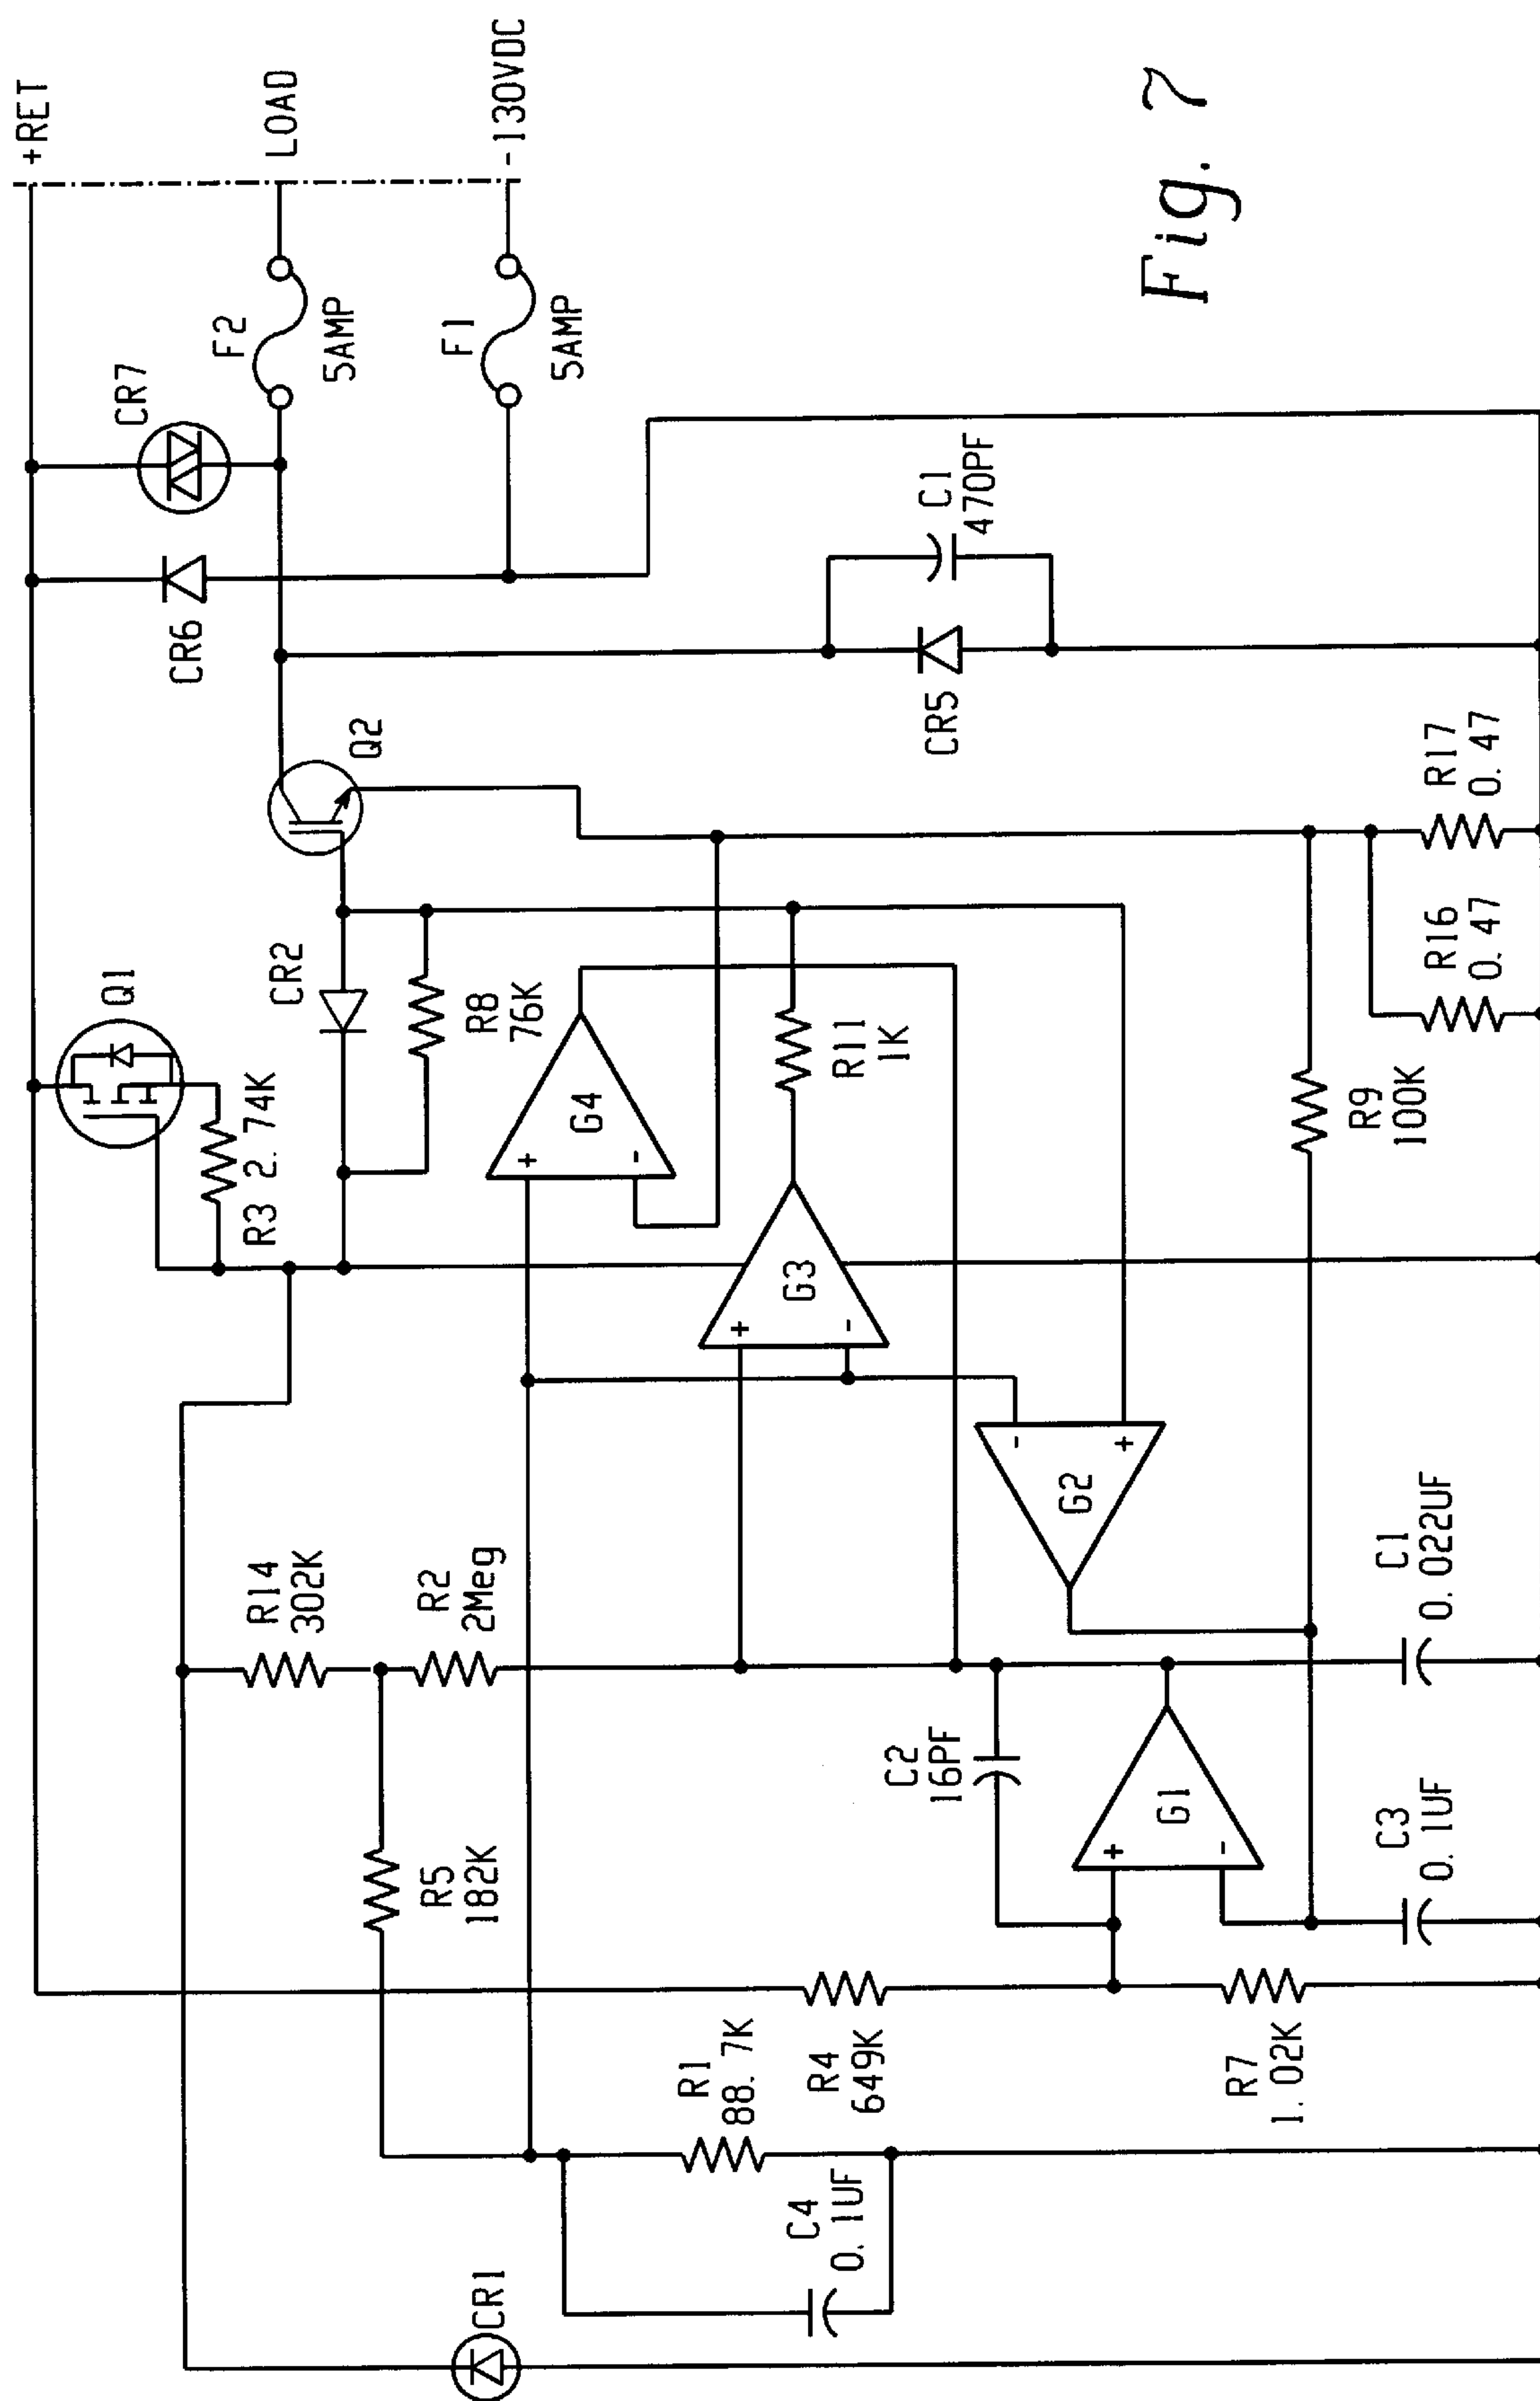 +RET
LOAD
-130VDC
CR7
F2
5AMP
F1
5AMP
CR6
C1
470PF
CR5
Q2
Q1
CR2
R3 2.74K
R8
76K
G4
+
-
R11
1K
R17
0.47
R16
0.47
R9
100K
G3
+
-
G2
-
+
R14
302K
R2
2Meg
C2
16PF
C1
0.022UF
G1
+
-
C3
0.1UF
R5
182K
R1
88.7K
R4
649K
R7
1.02K
C4
0.1UF
CR1
Fig. 7